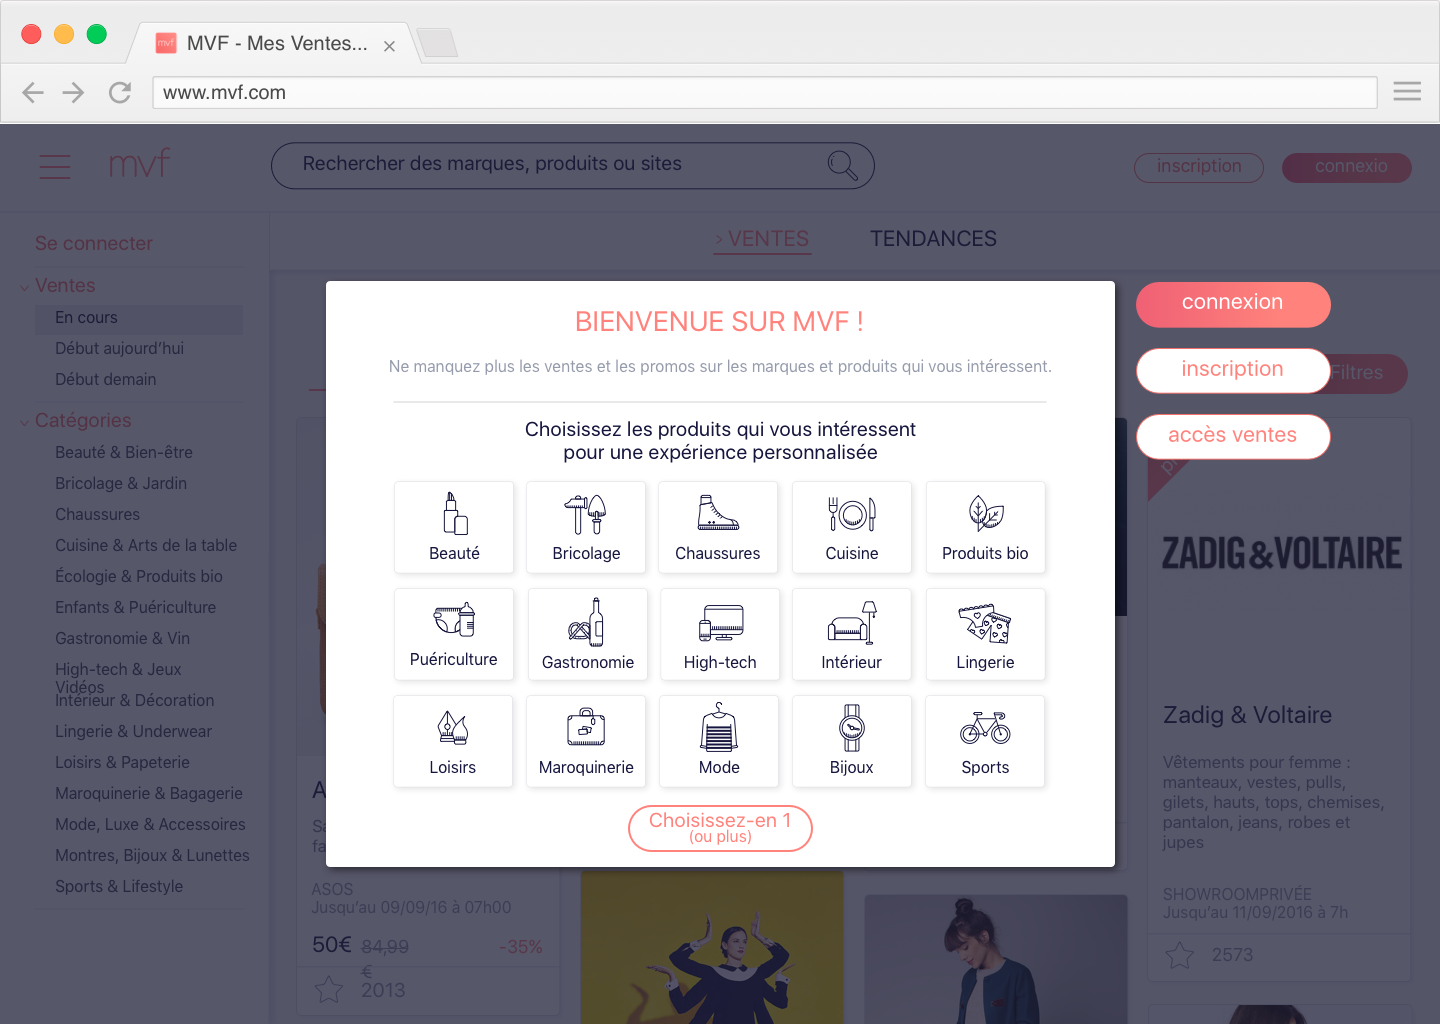 mvf MVF - Mes Ventes...
www.mvf.com
mvf
Rechercher des marques, produits ou sites
inscription
connexio
Se connecter
Ventes
En cours
Début aujourd'hui
Début demain
Catégories
Beauté & Bien-être
Bricolage & Jardin
Chaussures
Cuisine & Arts de la table
Écologie & Produits bio
Enfants & Puériculture
Gastronomie & Vin
High-tech & Jeux
Vidéos
Intérieur & Décoration
Lingerie & Underwear
Loisirs & Papeterie
Maroquinerie & Bagagerie
Mode, Luxe & Accessoires
Montres, Bijoux & Lunettes
Sports & Lifestyle
> VENTES
TENDANCES
BIENVENUE SUR MVF !
Ne manquez plus les ventes et les promos sur les marques et produits qui vous intéressent.
Choisissez les produits qui vous intéressent
pour une expérience personnalisée
Beauté
Bricolage
Chaussures
Cuisine
Produits bio
Puériculture
Gastronomie
High-tech
Intérieur
Lingerie
Loisirs
Maroquinerie
Mode
Bijoux
Sports
Choisissez-en 1
(ou plus)
connexion
inscription
Filtres
accès ventes
ZADIG&VOLTAIRE
Zadig & Voltaire
Vêtements pour femme :
manteaux, vestes, pulls,
gilets, hauts, tops, chemises,
pantalon, jeans, robes et
jupes
SHOWROOMPRIVÉE
Jusqu'au 11/09/2016 à 7h
2573
ASOS
Jusqu'au 09/09/16 à 07h00
50€ 84,99
€
-35%
2013